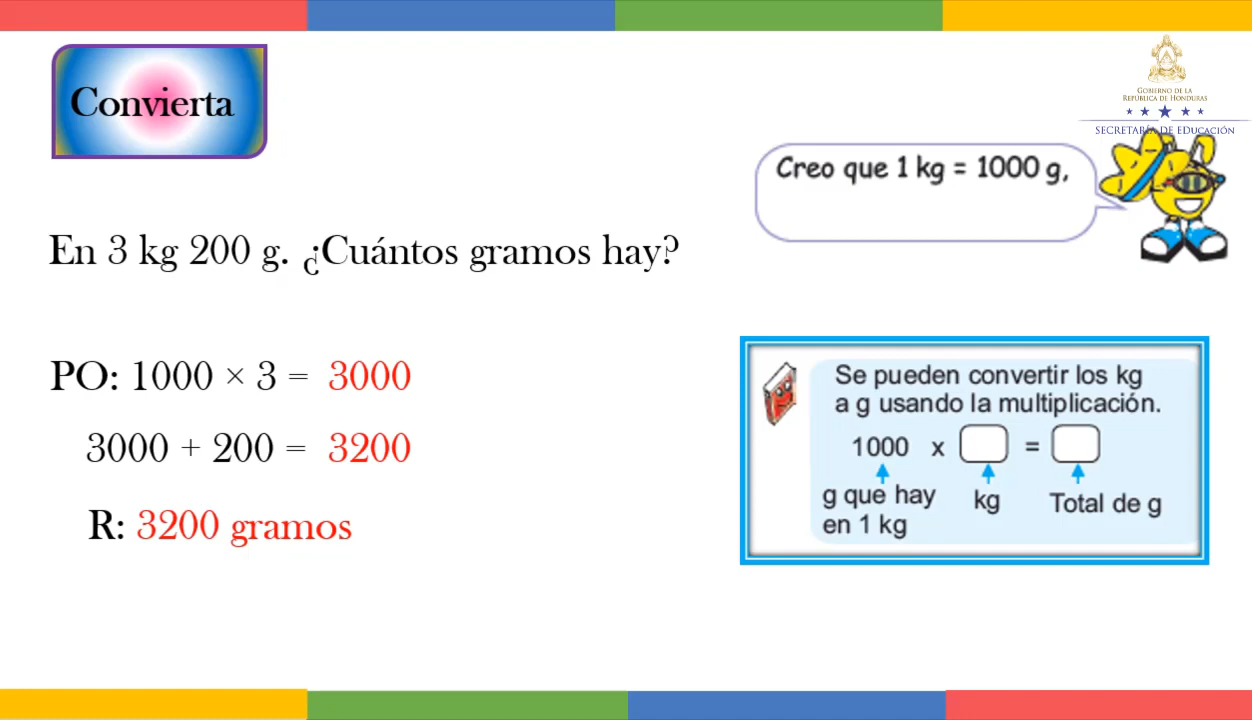 Convierta
GOBIERNO DE LA
REPÚBLICA DE HONDURAS
SECRETARÍA DE EDUCACIÓN
Creo que 1 kg = 1000 g,
En 3 kg 200 g. ¿Cuántos gramos hay?
PO: 1000 × 3 = 3000
3000 + 200 = 3200
R: 3200 gramos
Se pueden convertir los kg
a g usando la multiplicación.
1000 x =
g que hay
en 1 kg
kg
Total de g